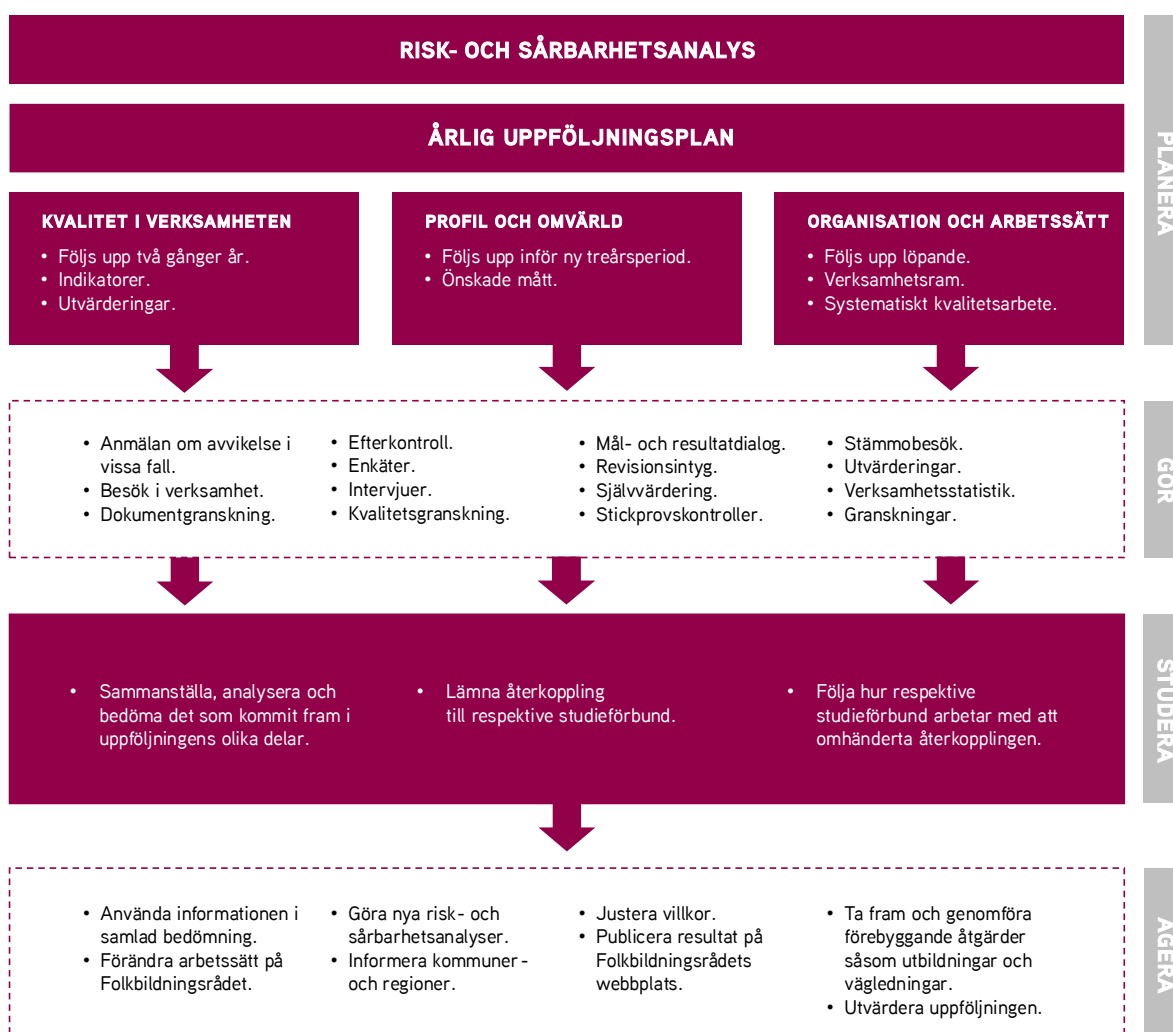 RISK- OCH SÅRBARHETSANALYS
ÅRLIG UPPFÖLJNINGSPLAN
KVALITET I VERKSAMHETEN
• Följs upp två gånger år.
• Indikatorer.
• Utvärderingar.
PROFIL OCH OMVÄRLD
• Följs upp inför ny treårsperiod.
• Önskade mått.
ORGANISATION OCH ARBETSSÄTT
• Följs upp löpande.
• Verksamhetsram.
• Systematiskt kvalitetsarbete.
PLANERA
• Anmälan om avvikelse i
vissa fall.
• Besök i verksamhet.
• Dokumentgranskning.
• Efterkontroll.
• Enkäter.
• Intervjuer.
• Kvalitetsgranskning.
• Mål- och resultatdialog.
• Revisionsintyg.
• Självvärdering.
• Stickprovskontroller.
• Stämmobesök.
• Utvärderingar.
• Verksamhetsstatistik.
• Granskningar.
GÖR
• Sammanställa, analysera och
bedöma det som kommit fram i
uppföljningens olika delar.
• Lämna återkoppling
till respektive studieförbund.
• Följa hur respektive
studieförbund arbetar med att
omhänderta återkopplingen.
STUDERA
• Använda informationen i
samlad bedömning.
• Förändra arbetssätt på
Folkbildningsrådet.
• Göra nya risk- och
sårbarhetsanalyser.
• Informera kommuner-
och regioner.
• Justera villkor.
• Publicera resultat på
Folkbildningsrådets
webbplats.
• Ta fram och genomföra
förebyggande åtgärder
såsom utbildningar och
vägledningar.
• Utvärdera uppföljningen.
AGERA